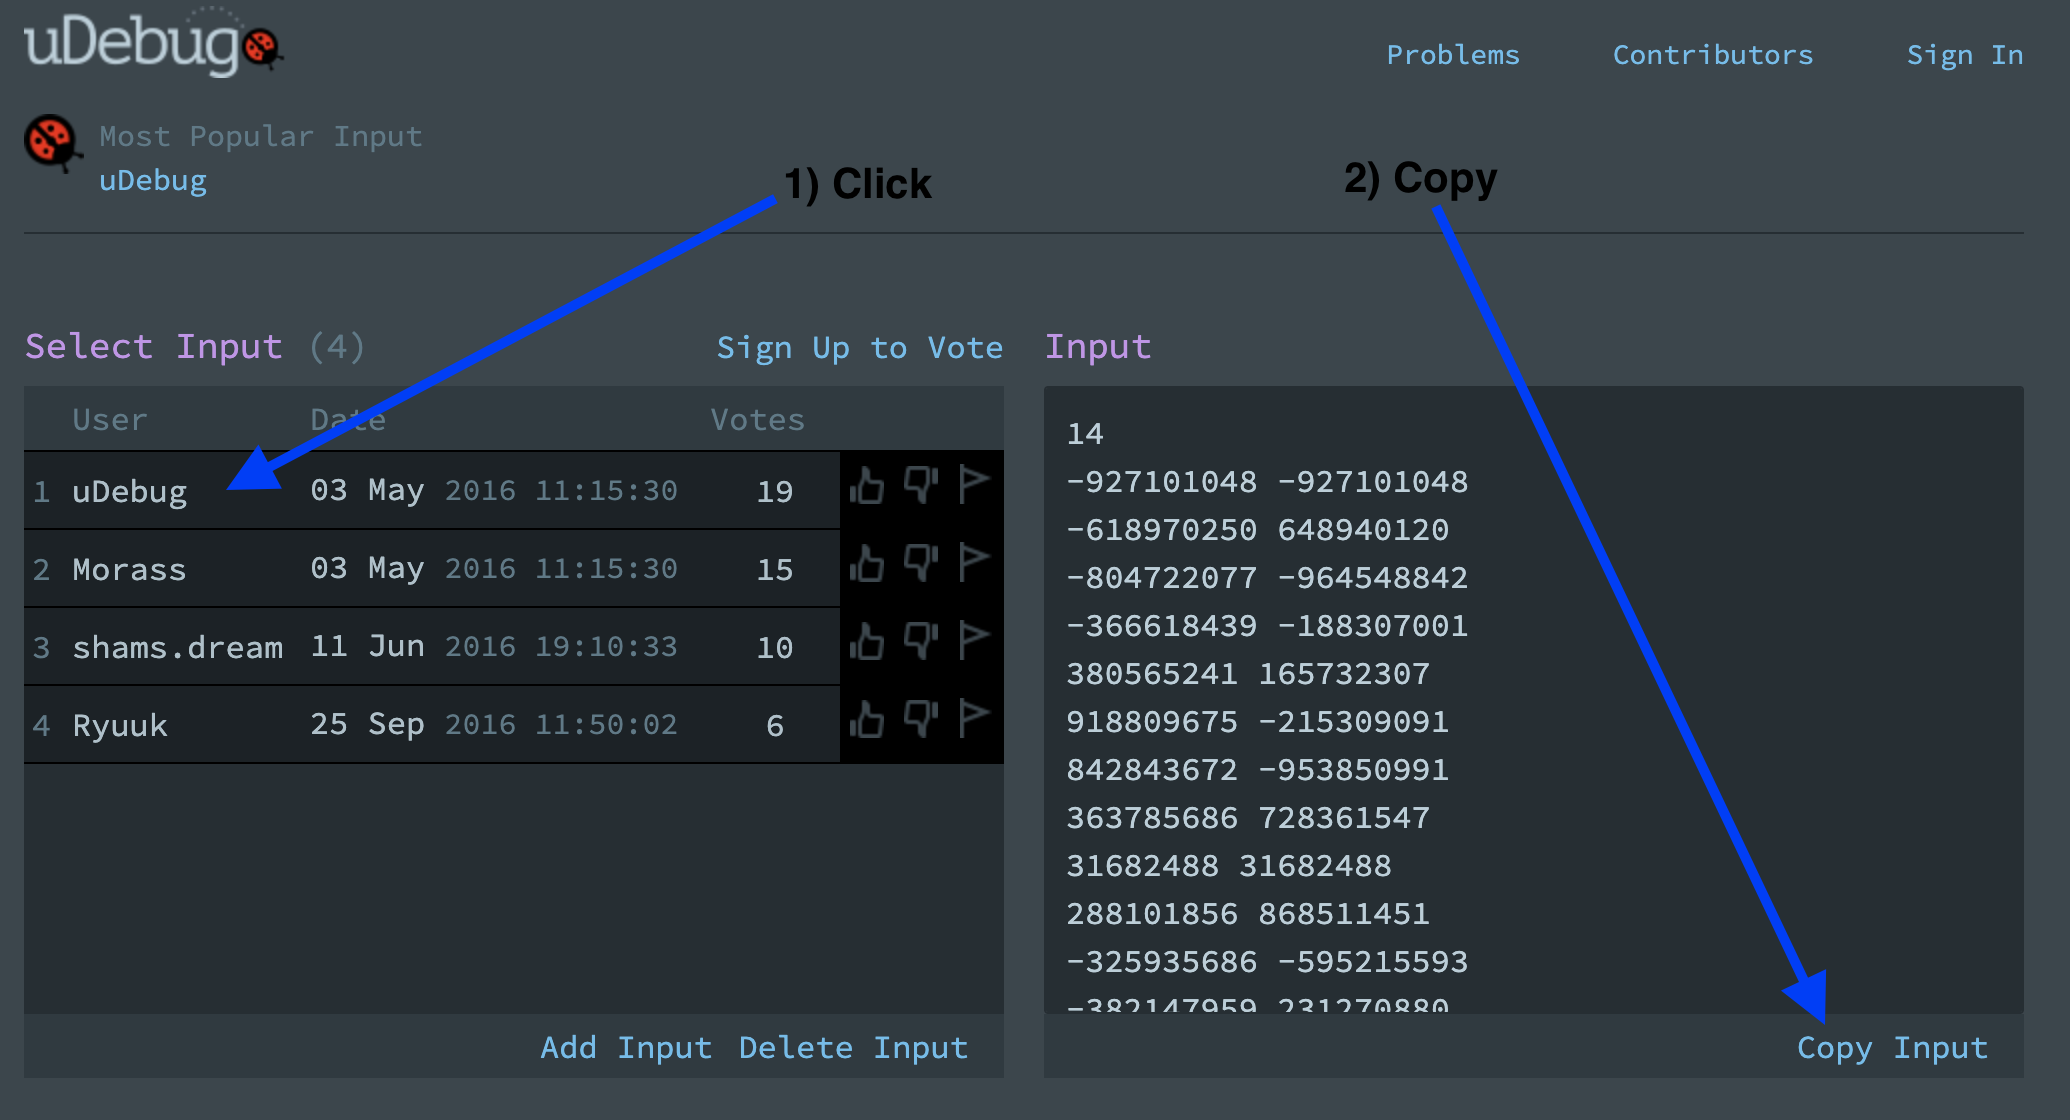 uDebug
Problems Contributors Sign In
Most Popular Input
uDebug
1) Click
2) Copy
Select Input (4)
Sign Up to Vote
User Date Votes
1 uDebug 03 May 2016 11:15:30 19
2 Morass 03 May 2016 11:15:30 15
3 shams.dream 11 Jun 2016 19:10:33 10
4 Ryuuk 25 Sep 2016 11:50:02 6
Add Input Delete Input
Input
14
-927101048 -927101048
-618970250 648940120
-804722077 -964548842
-366618439 -188307001
380565241 165732307
918809675 -215309091
842843672 -953850991
363785686 728361547
31682488 31682488
288101856 868511451
-325935686 -595215593
-382147959 231270880
Copy Input